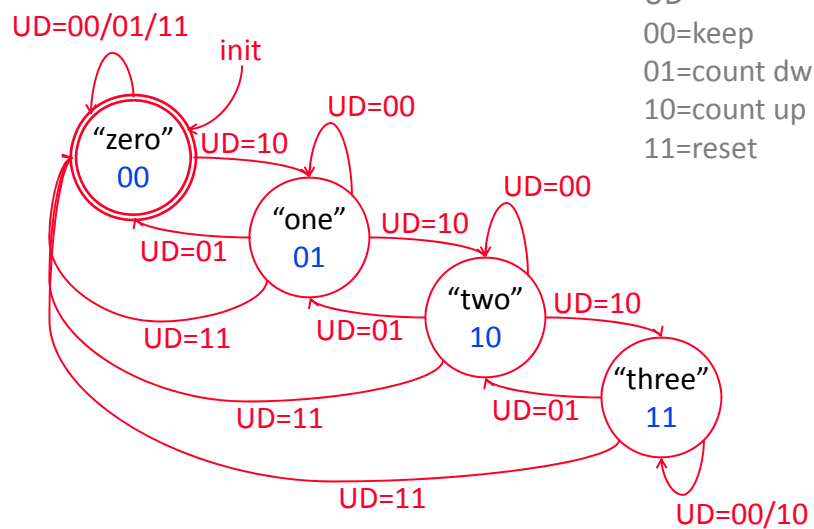 UD=00/01/11
init
00=keep
01=count dw
10=count up
11=reset
UD=00
"zero"
00
UD=10
UD=00
"one"
01
UD=10
UD=01
"two"
10
UD=10
UD=11
UD=01
"three"
11
UD=11
UD=01
UD=11
UD=00/10